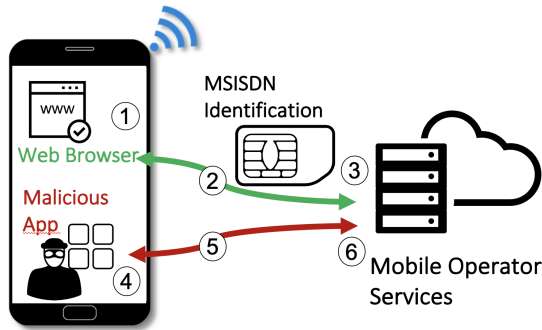 MSISDN
Identification
www
1
Web Browser
2
3
Malicious
App
4
5
6
Mobile Operator
Services